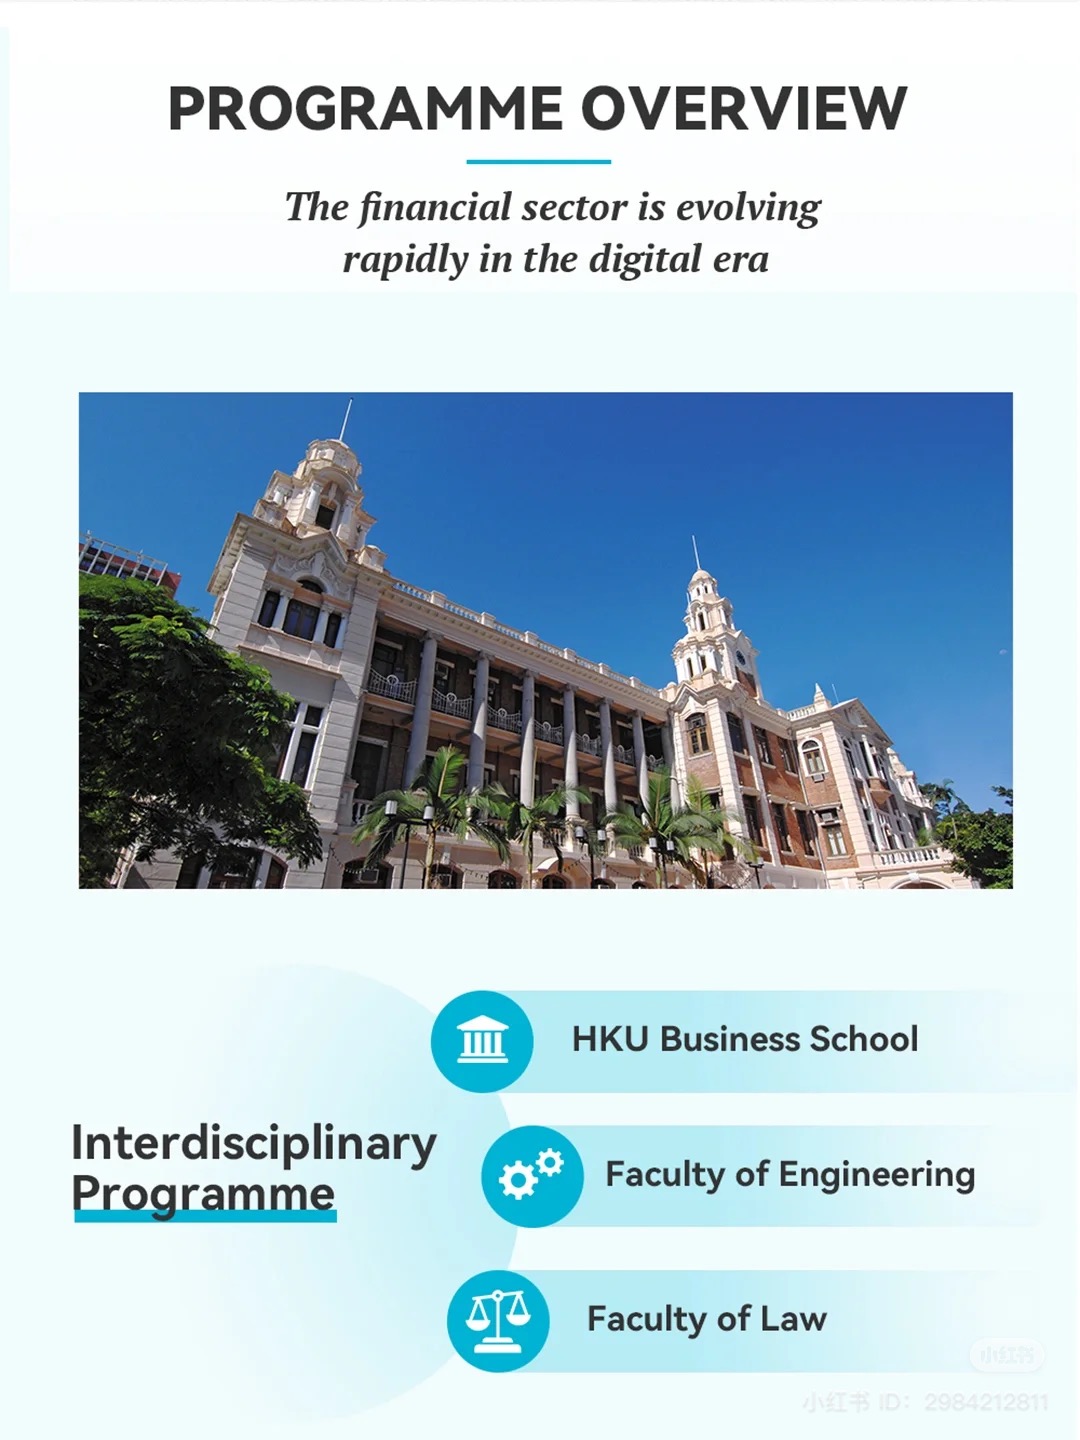 PROGRAMME OVERVIEW
The financial sector is evolving
rapidly in the digital era
HKU Business School
Interdisciplinary
Programme
Faculty of Engineering
Faculty of Law
小红书
小红书 ID: 2984212811